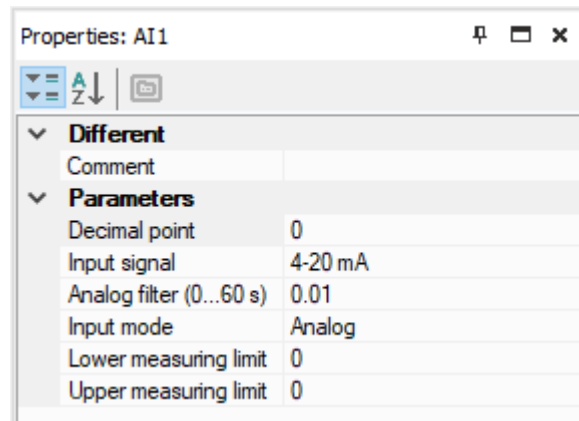 Properties: AI1
Different
Comment
Parameters
Decimal point 0
Input signal 4-20 mA
Analog filter (0...60 s) 0.01
Input mode Analog
Lower measuring limit 0
Upper measuring limit 0